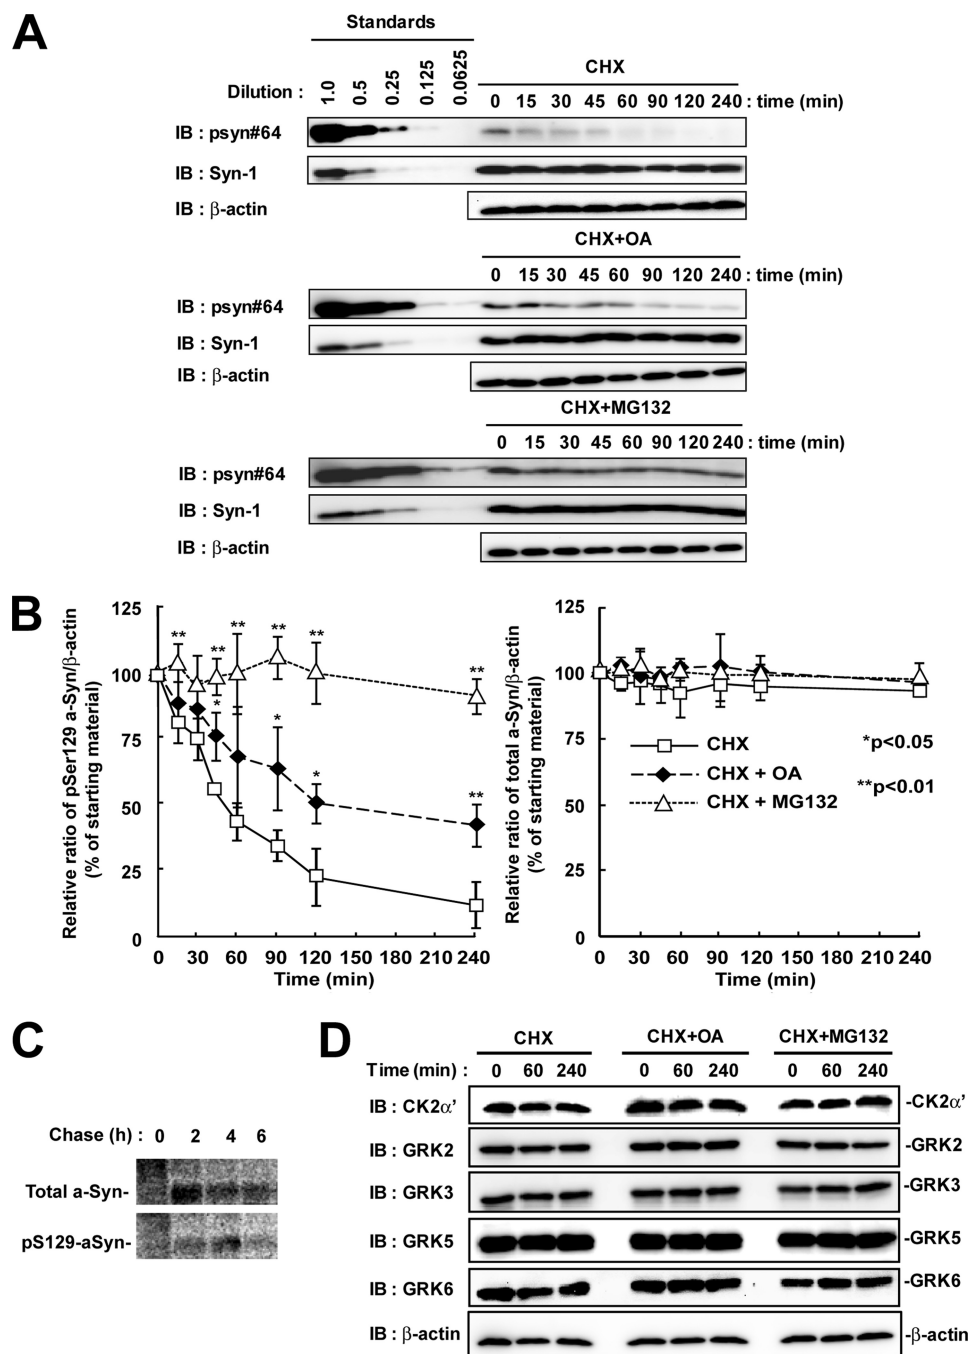 A
Standards
Dilution : 1.0 0.5 0.25 0.125 0.0625
CHX
0 15 30 45 60 90 120 240 : time (min)
IB : psyn#64
IB : Syn-1
IB : β-actin
CHX+OA
0 15 30 45 60 90 120 240 : time (min)
IB : psyn#64
IB : Syn-1
IB : β-actin
CHX+MG132
0 15 30 45 60 90 120 240 : time (min)
IB : psyn#64
IB : Syn-1
IB : β-actin
B
Relative ratio of pSer129 a-Syn/β-actin
(% of starting material)
125
100
75
50
25
0
** ** ** ** ** **
* * * **
0 30 60 90 120 150 180 210 240
Time (min)
Relative ratio of total a-Syn/β-actin
(% of starting material)
125
100
75
50
25
0
CHX
CHX + OA
CHX + MG132
*p<0.05
**p<0.01
0 30 60 90 120 150 180 210 240
Time (min)
C
Chase (h) : 0 2 4 6
Total a-Syn-
pS129-aSyn-
D
CHX CHX+OA CHX+MG132
Time (min) : 0 60 240 0 60 240 0 60 240
IB : CK2α' -CK2α'
IB : GRK2 -GRK2
IB : GRK3 -GRK3
IB : GRK5 -GRK5
IB : GRK6 -GRK6
IB : β-actin -β-actin